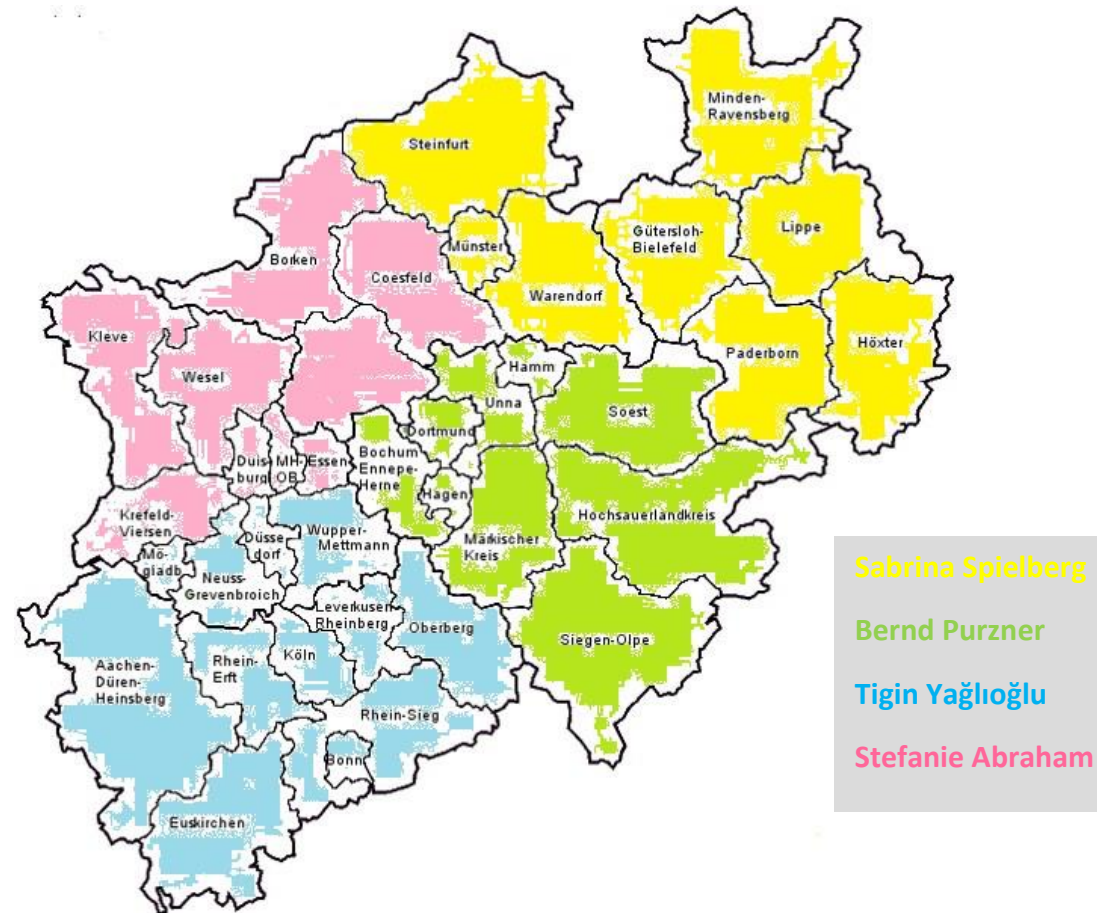 Minden-
Ravensberg
Steinfurt
Lippe
Gütersloh-
Bielefeld
Münster
Borken
Coesfeld
Warendorf
Kleve
Höxter
Paderborn
Wesel
Hamm
Unna
Soest
Dortmund
Bochum
Ennepe-
Herne
Duis-
burg
MH-
OB
Essen
Hagen
Krefeld-
Viersen
Hochsauerlandkreis
Düsse
dorf
Wupper-
Mettmann
Märkischer
Kreis
Mö-
gladb
Neuss-
Grevenbroich
Leverkusen
Rheinberg
Oberberg
Siegen-Olpe
Köln
Rhein-
Erft
Aachen-
Düren-
Heinsberg
Rhein-Sieg
Bonn
Euskirchen
Sabrina Spielberg
Bernd Purzner
Tigin Yağlıoğlu
Stefanie Abraham